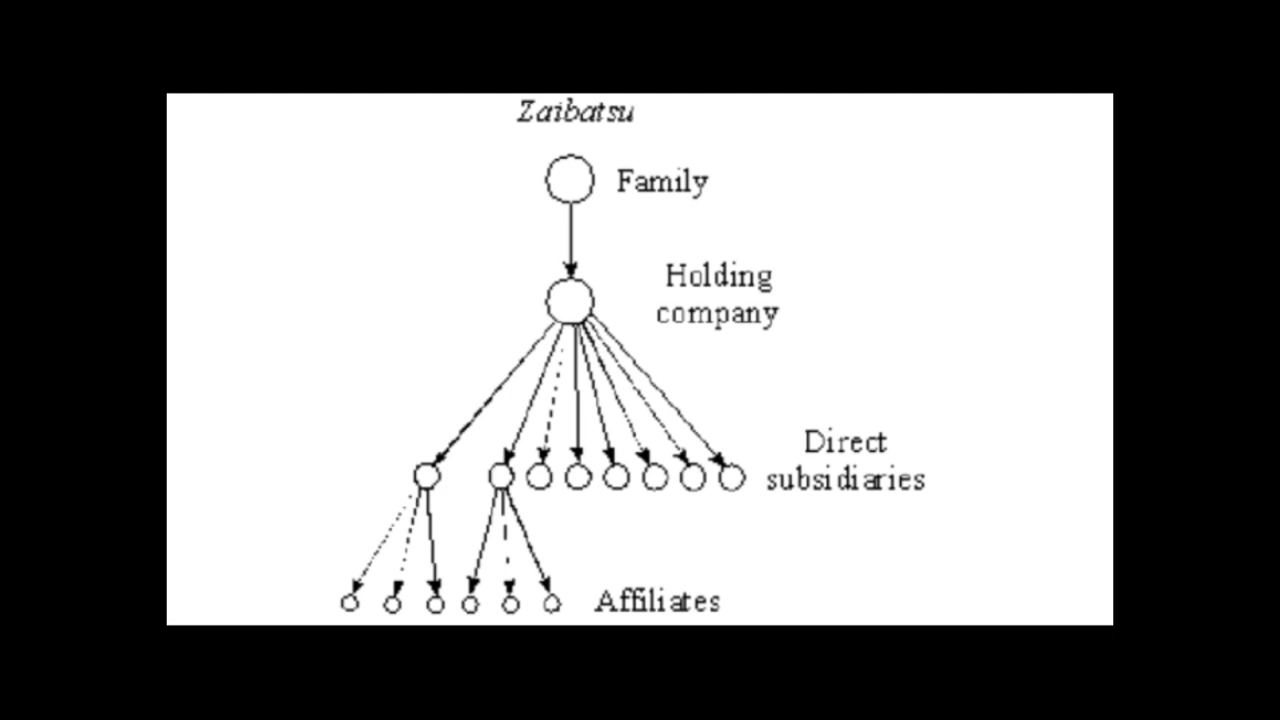 Zaibatsu
Family
Holding
company
Direct
subsidiaries
Affiliates